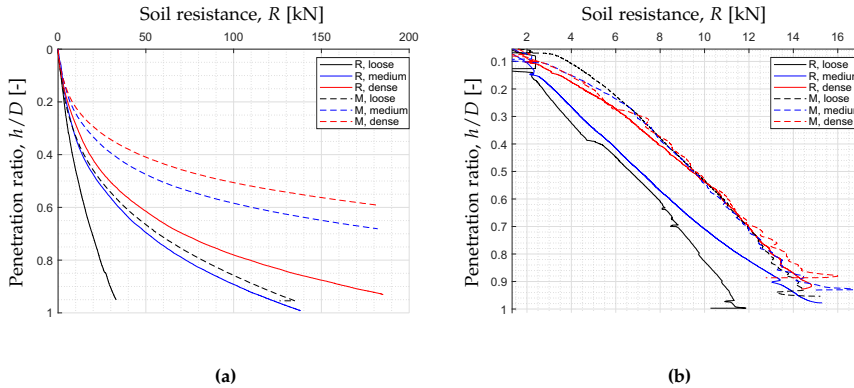 Soil resistance, R [kN]
0 50 100 150 200
0
0.2
0.4
0.6
0.8
1
Penetration ratio, h/D [-]
R, loose
R, medium
R, dense
M, loose
M, medium
M, dense
(a)
Soil resistance, R [kN]
2 4 6 8 10 12 14 16
0.1
0.2
0.3
0.4
0.5
0.6
0.7
0.8
0.9
1
Penetration ratio, h/D [-]
R, loose
R, medium
R, dense
M, loose
M, medium
M, dense
(b)